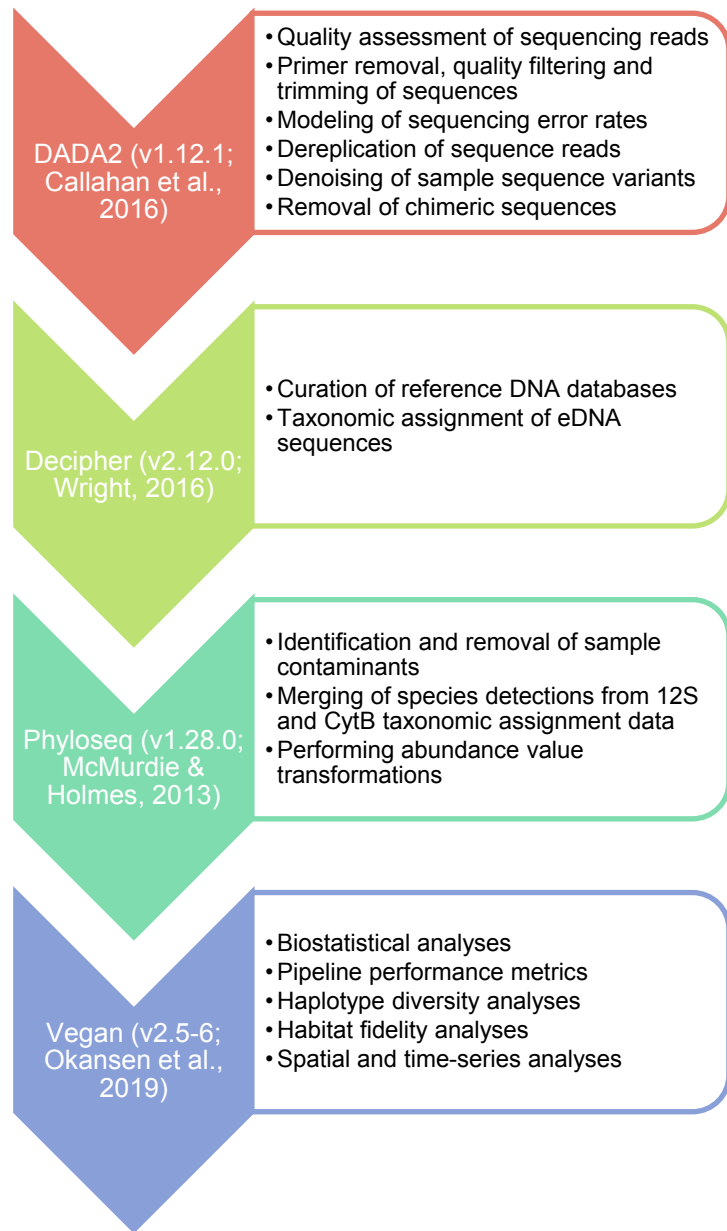 DADA2 (v1.12.1;
Callahan et al.,
2016)
•Quality assessment of sequencing reads
•Primer removal, quality filtering and
trimming of sequences
•Modeling of sequencing error rates
•Dereplication of sequence reads
•Denoising of sample sequence variants
•Removal of chimeric sequences
Decipher (v2.12.0;
Wright, 2016)
•Curation of reference DNA databases
•Taxonomic assignment of eDNA
sequences
Phyloseq (v1.28.0;
McMurdie &
Holmes, 2013)
•Identification and removal of sample
contaminants
•Merging of species detections from 12S
and CytB taxonomic assignment data
•Performing abundance value
transformations
Vegan (v2.5-6;
Okansen et al.,
2019)
•Biostatistical analyses
•Pipeline performance metrics
•Haplotype diversity analyses
•Habitat fidelity analyses
•Spatial and time-series analyses